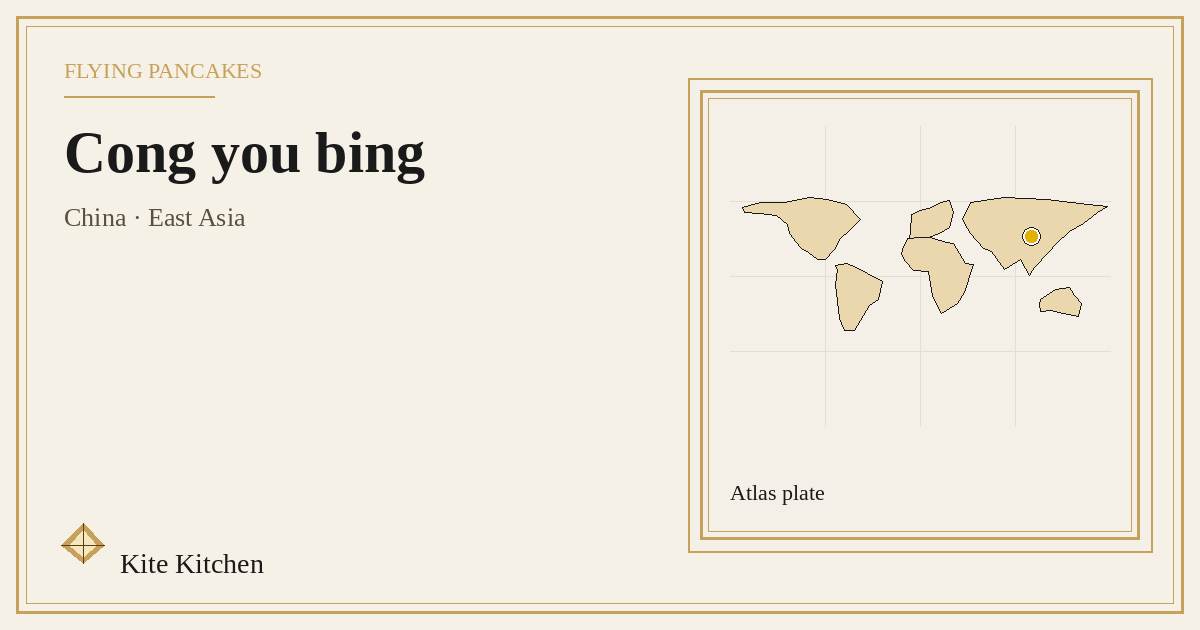 FLYING PANCAKES
Cong you bing
China · East Asia
Atlas plate
Kite Kitchen